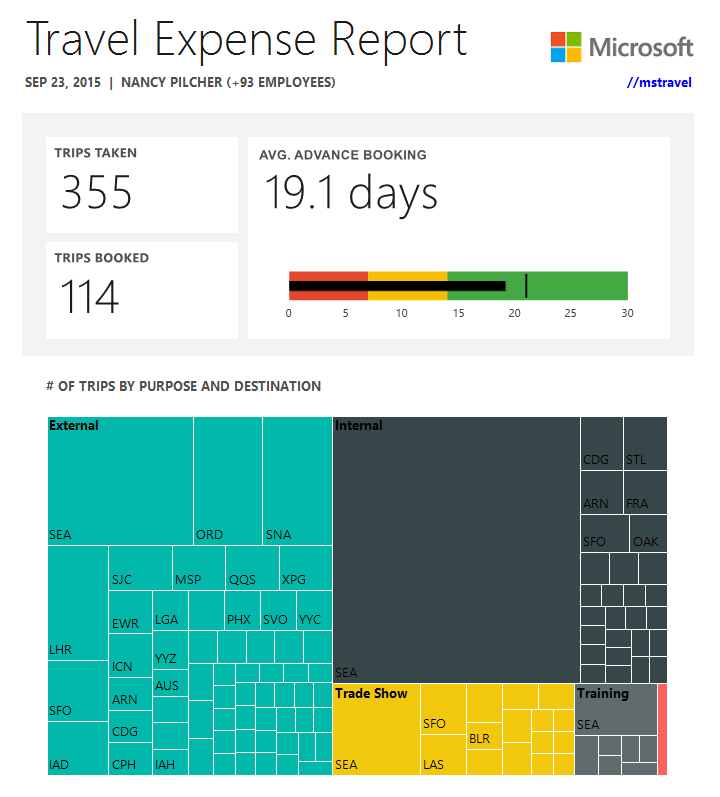 Travel Expense Report
Microsoft
SEP 23, 2015 | NANCY PILCHER (+93 EMPLOYEES)
//mstravel
TRIPS TAKEN
355
AVG. ADVANCE BOOKING
19.1 days
TRIPS BOOKED
114
0 5 10 15 20 25 30
# OF TRIPS BY PURPOSE AND DESTINATION
External
SEA
ORD
SNA
LHR
SFO
IAD
SJC
MSP
QQS
XPG
EWR
ICN
ARN
CDG
CPH
LGA
YYZ
AUS
IAH
PHX
SVO
YYC
Internal
SEA
CDG
STL
ARN
FRA
SFO
OAK
Trade Show
SEA
SFO
LAS
BLR
Training
SEA